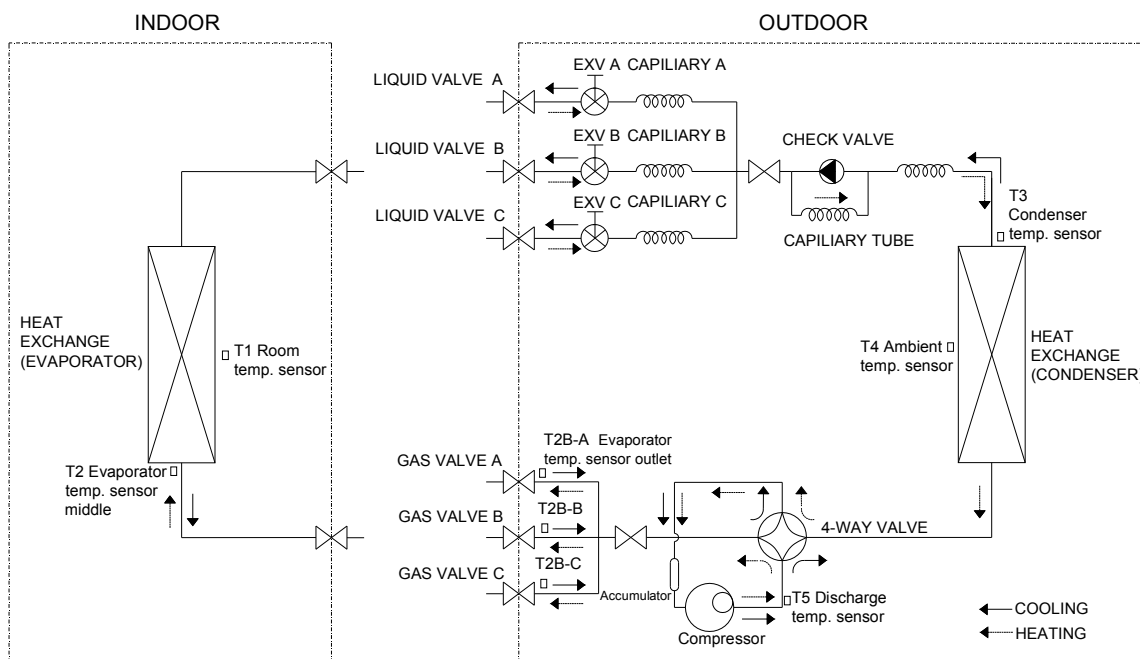 INDOOR
OUTDOOR
EXV A CAPILIARY A
LIQUID VALVE A
EXV B CAPILIARY B
LIQUID VALVE B
CHECK VALVE
EXV C CAPILIARY C
LIQUID VALVE C
CAPILIARY TUBE
T3
Condenser
temp. sensor
HEAT
EXCHANGE
(EVAPORATOR)
T1 Room
temp. sensor
T4 Ambient
temp. sensor
HEAT
EXCHANGE
(CONDENSER)
T2 Evaporator
temp. sensor
middle
T2B-A Evaporator
temp. sensor outlet
GAS VALVE A
T2B-B
GAS VALVE B
4-WAY VALVE
T2B-C
GAS VALVE C
Accumulator
T5 Discharge
temp. sensor
Compressor
COOLING
HEATING